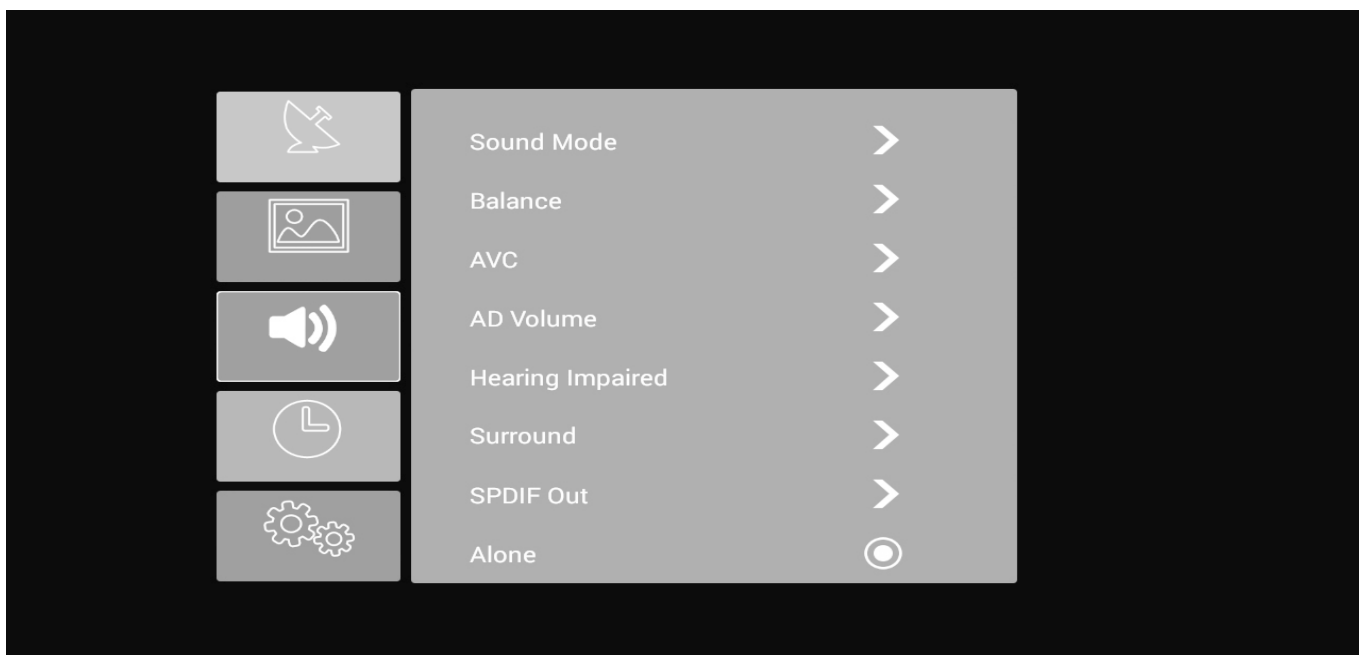 Sound Mode
Balance
AVC
AD Volume
Hearing Impaired
Surround
SPDIF Out
Alone